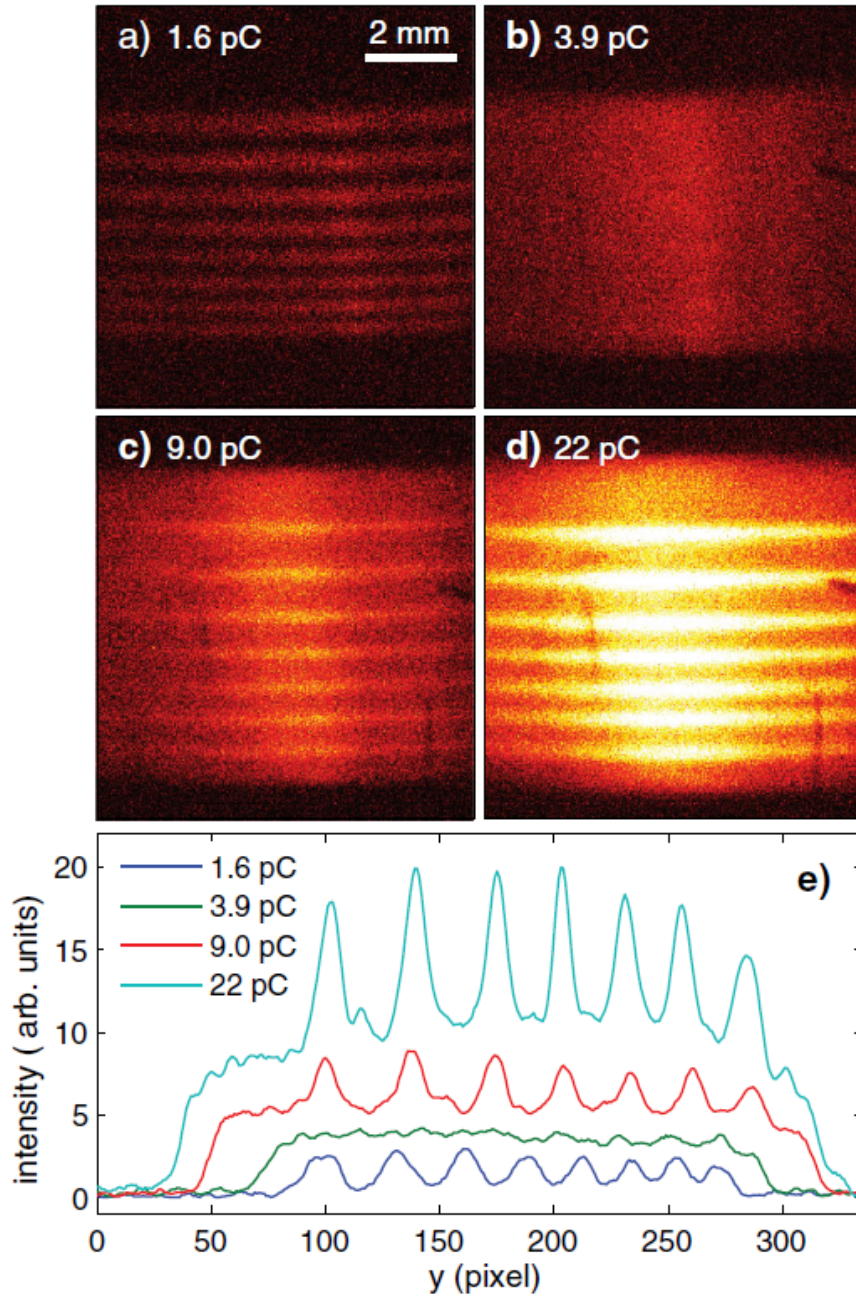 a) 1.6 pC
2 mm
b) 3.9 pC
c) 9.0 pC
d) 22 pC
e)
1.6 pC
3.9 pC
9.0 pC
22 pC
intensity ( arb. units)
20
15
10
5
0
0 50 100 150 200 250 300
y (pixel)